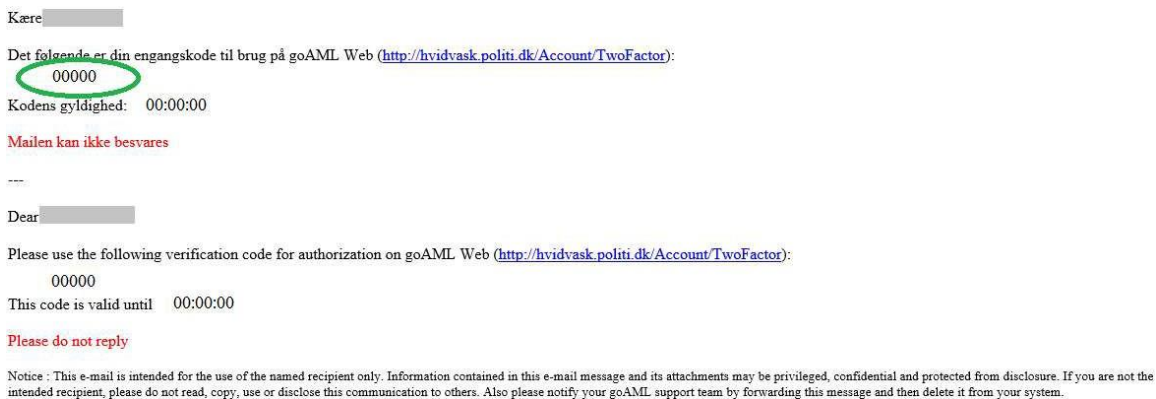 Kære
Det følgende er din engangskode til brug på goAML Web (http://hvidvask.politi.dk/Account/TwoFactor):
00000
Kodens gyldighed: 00:00:00
Mailen kan ikke besvares
---
Dear
Please use the following verification code for authorization on goAML Web (http://hvidvask.politi.dk/Account/TwoFactor):
00000
This code is valid until 00:00:00
Please do not reply
Notice : This e-mail is intended for the use of the named recipient only. Information contained in this e-mail message and its attachments may be privileged, confidential and protected from disclosure. If you are not the
intended recipient, please do not read, copy, use or disclose this communication to others. Also please notify your goAML support team by forwarding this message and then delete it from your system.